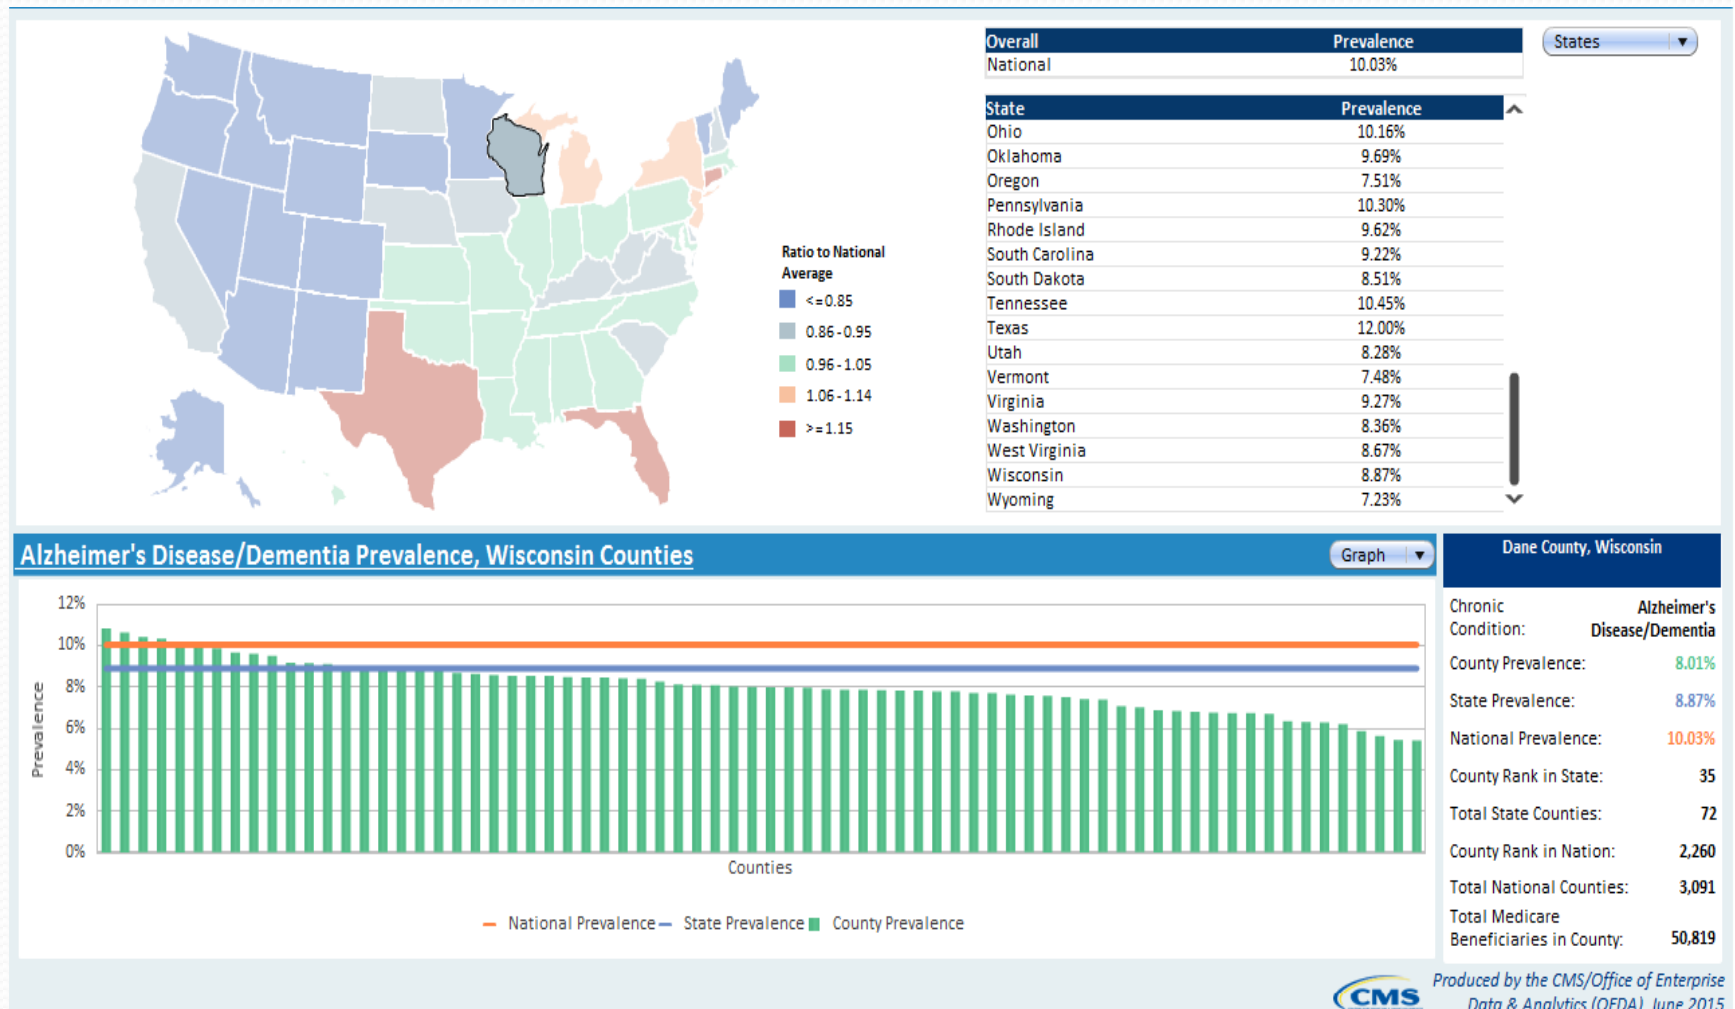 Overall Prevalence
National 10.03%
States
State Prevalence
Ohio 10.16%
Oklahoma 9.69%
Oregon 7.51%
Pennsylvania 10.30%
Rhode Island 9.62%
South Carolina 9.22%
South Dakota 8.51%
Tennessee 10.45%
Texas 12.00%
Utah 8.28%
Vermont 7.48%
Virginia 9.27%
Washington 8.36%
West Virginia 8.67%
Wisconsin 8.87%
Wyoming 7.23%
Ratio to National
Average
<=0.85
0.86-0.95
0.96-1.05
1.06-1.14
>=1.15
Alzheimer's Disease/Dementia Prevalence, Wisconsin Counties
Graph
12%
10%
8%
6%
4%
2%
0%
Prevalence
Counties
National Prevalence State Prevalence County Prevalence
Dane County, Wisconsin
Chronic Alzheimer's
Condition: Disease/Dementia
County Prevalence: 8.01%
State Prevalence: 8.87%
National Prevalence: 10.03%
County Rank in State: 35
Total State Counties: 72
County Rank in Nation: 2,260
Total National Counties: 3,091
Total Medicare
Beneficiaries in County: 50,819
CMS
Produced by the CMS/Office of Enterprise
Data & Analytics (OEDA), June 2015